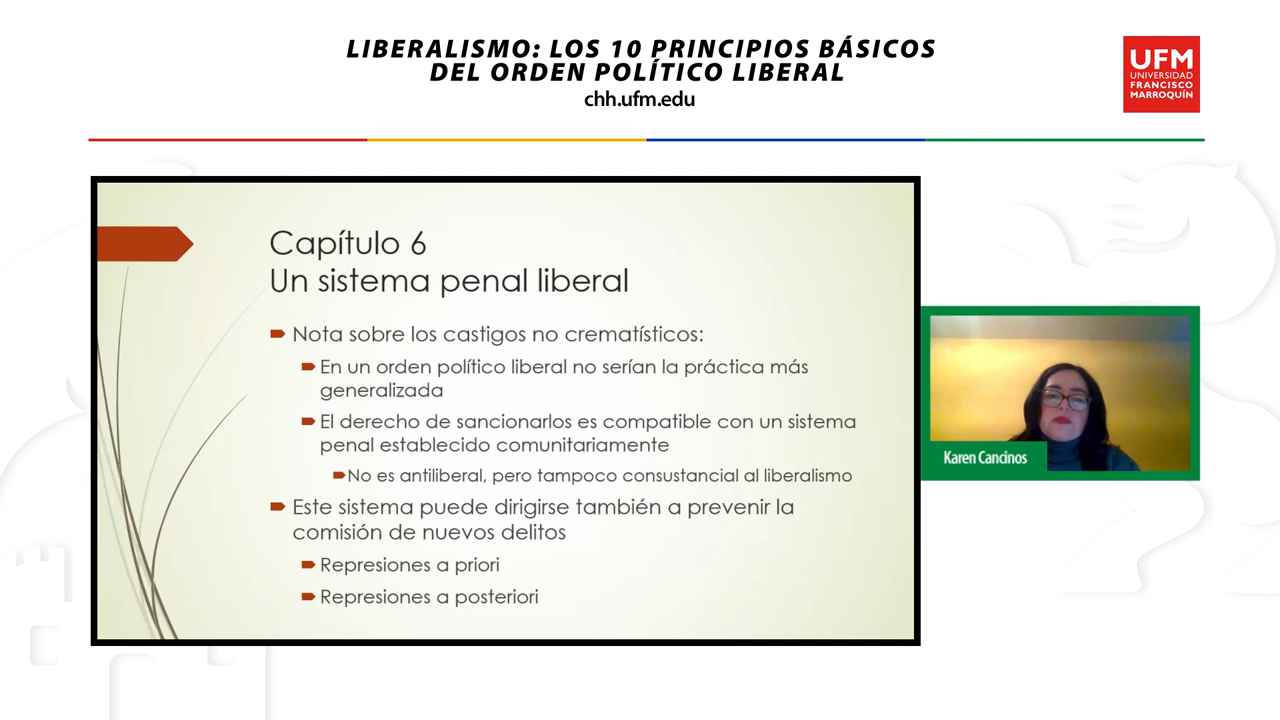 LIBERALISMO: LOS 10 PRINCIPIOS BÁSICOS
DEL ORDEN POLÍTICO LIBERAL
chh.ufm.edu
UFM
UNIVERSIDAD
FRANCISCO
MARROQUÍN
Capítulo 6
Un sistema penal liberal
Nota sobre los castigos no crematísticos:
En un orden político liberal no serían la práctica más
generalizada
El derecho de sancionarlos es compatible con un sistema
penal establecido comunitariamente
No es antiliberal, pero tampoco consustancial al liberalismo
Este sistema puede dirigirse también a prevenir la
comisión de nuevos delitos
Represiones a priori
Represiones a posteriori
Karen Cancinos